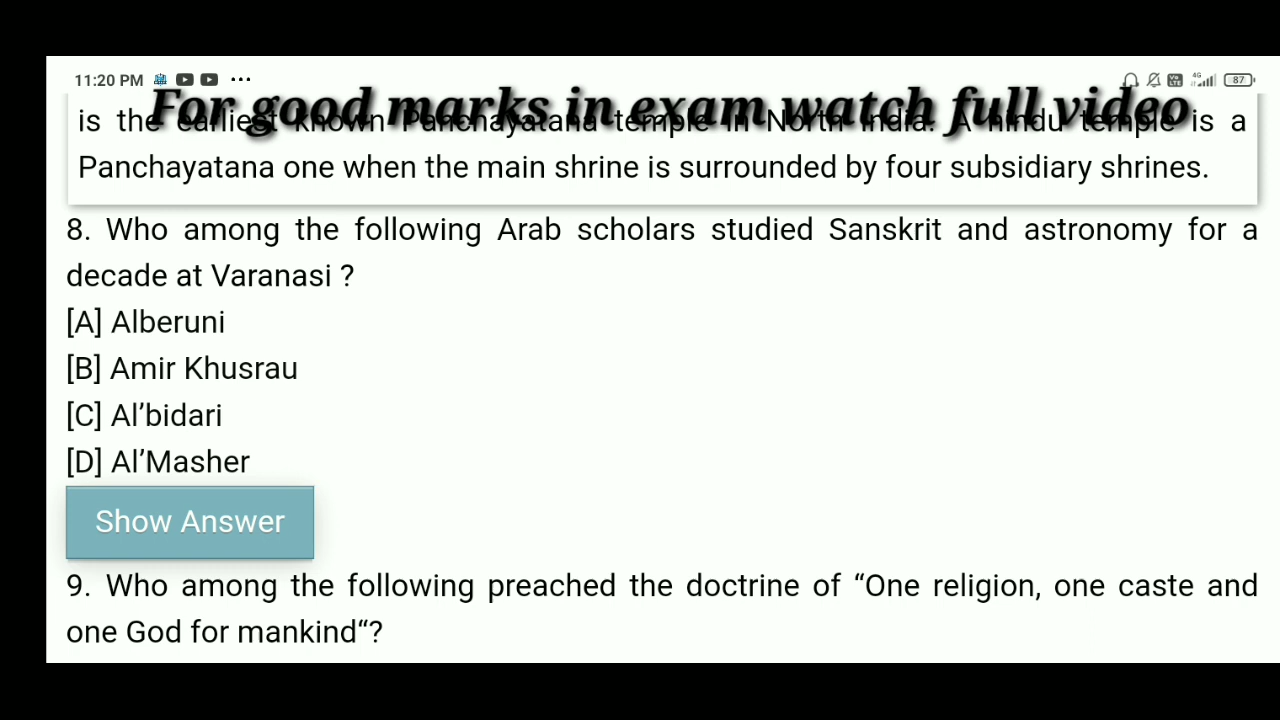 11:20 PM
4G
87
For good marks in exam watch full video
is the earliest known Panchayatana temple in North India. A hindu temple is a
Panchayatana one when the main shrine is surrounded by four subsidiary shrines.
8. Who among the following Arab scholars studied Sanskrit and astronomy for a
decade at Varanasi ?
[A] Alberuni
[B] Amir Khusrau
[C] Al’bidari
[D] Al’Masher
Show Answer
9. Who among the following preached the doctrine of “One religion, one caste and
one God for mankind“?